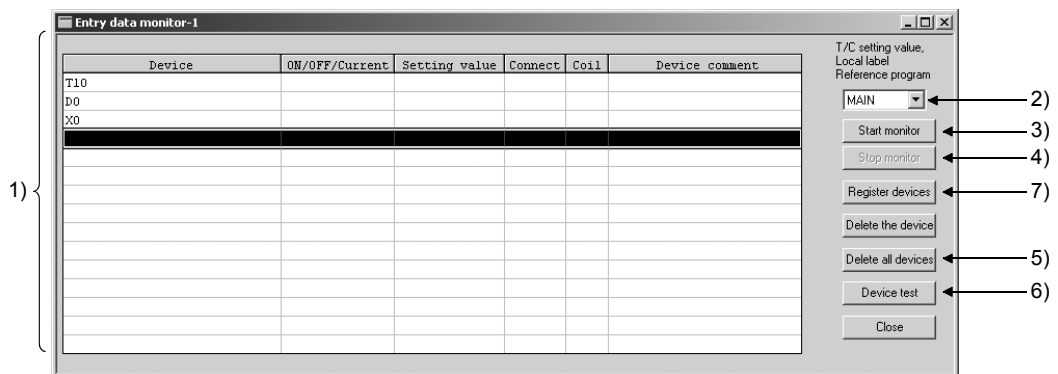 Entry data monitor-1
T/C setting value,
Local label
Reference program
Device ON/OFF/Current Setting value Connect Coil Device comment
T10
D0
X0
MAIN
2)
Start monitor
3)
Stop monitor
4)
1)
Register devices
7)
Delete the device
Delete all devices
5)
Device test
6)
Close